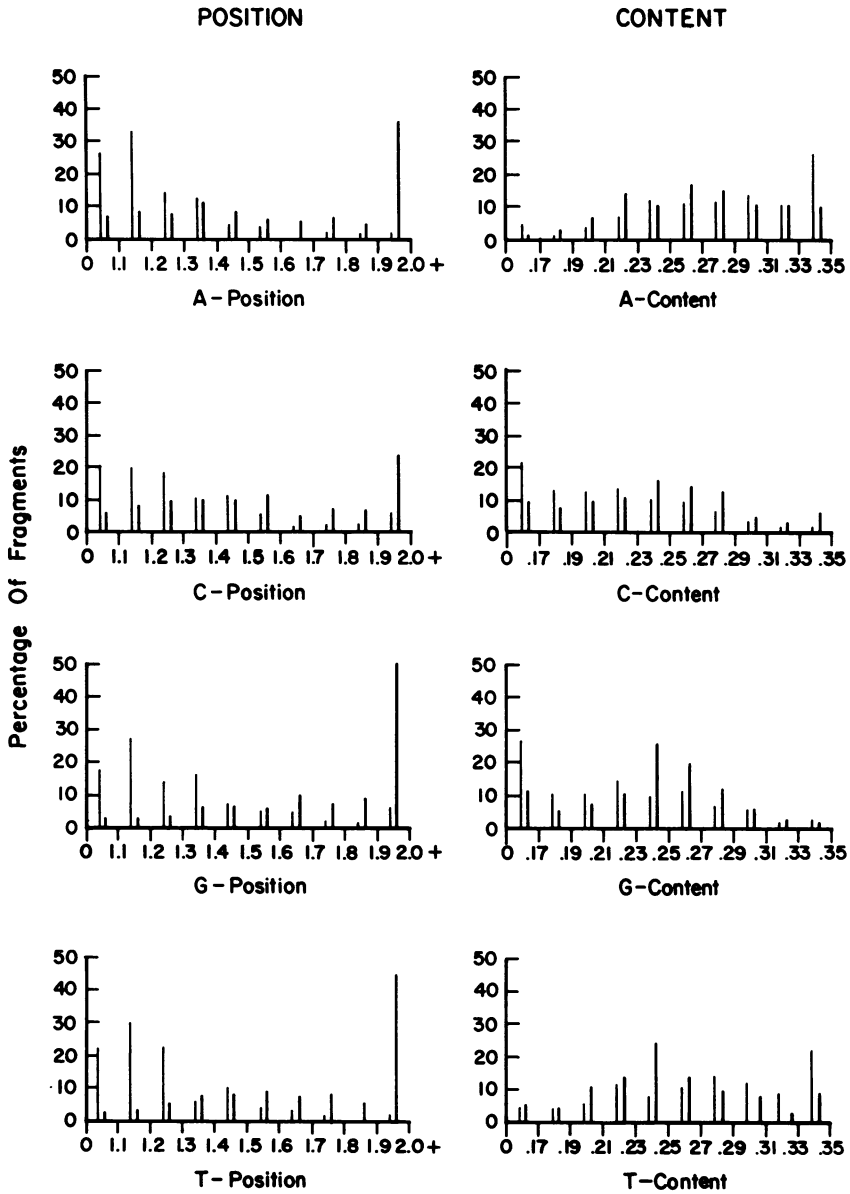 POSITION CONTENT
Percentage Of Fragments
50 50
40 40
30 30
20 20
10 10
0 0
0 1.1 1.2 1.3 1.4 1.5 1.6 1.7 1.8 1.9 2.0 + 0 .17 .19 .21 .23 .25 .27 .29 .31 .33 .35
A-Position A-Content
50 50
40 40
30 30
20 20
10 10
0 0
0 1.1 1.2 1.3 1.4 1.5 1.6 1.7 1.8 1.9 2.0 + 0 .17 .19 .21 .23 .25 .27 .29 .31 .33 .35
C-Position C-Content
50 50
40 40
30 30
20 20
10 10
0 0
0 1.1 1.2 1.3 1.4 1.5 1.6 1.7 1.8 1.9 2.0 + 0 .17 .19 .21 .23 .25 .27 .29 .31 .33 .35
G-Position G-Content
50 50
40 40
30 30
20 20
10 10
0 0
0 1.1 1.2 1.3 1.4 1.5 1.6 1.7 1.8 1.9 2.0 + 0 .17 .19 .21 .23 .25 .27 .29 .31 .33 .35
T-Position T-Content